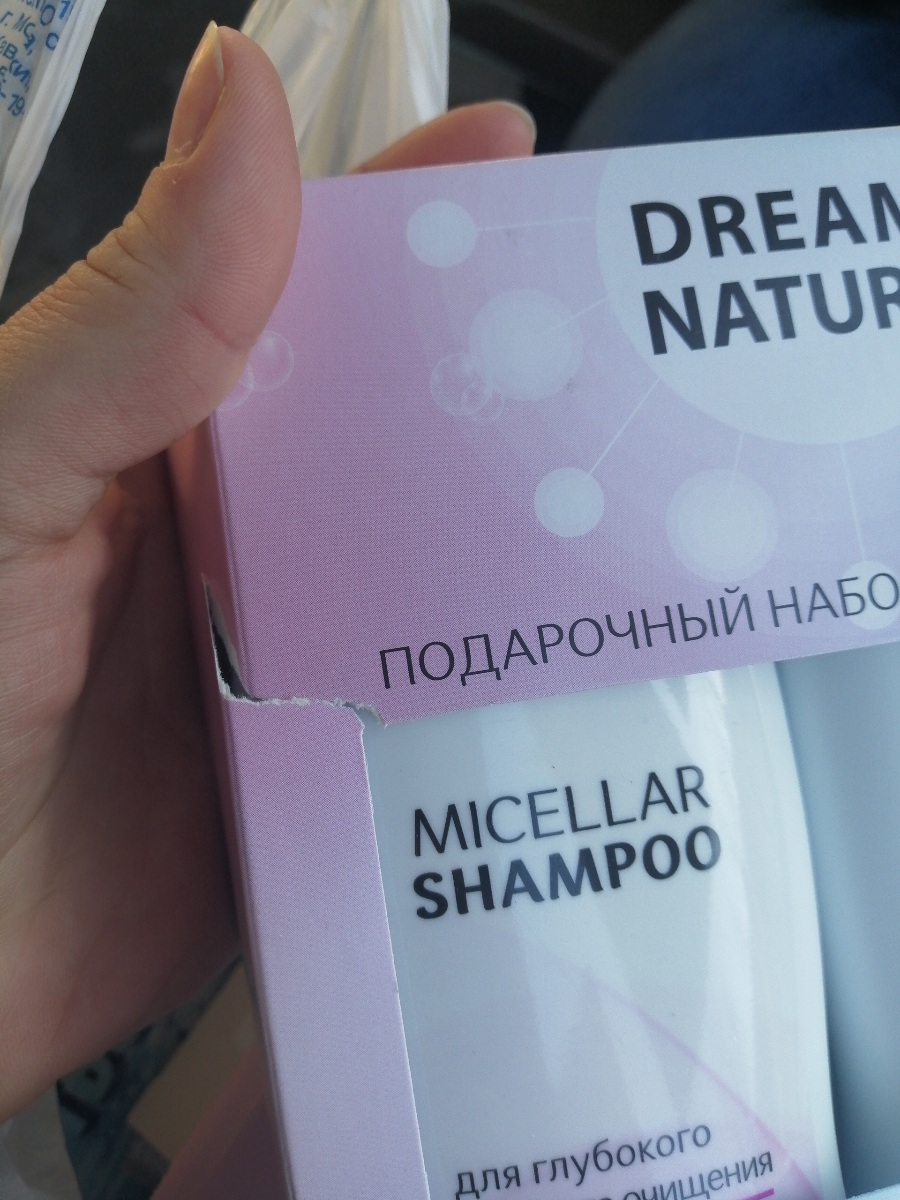 DREAM
NATUR
ПОДАРОЧНЫЙ НАБО
MICELLAR
SHAMPOO
для глубокого
очищения